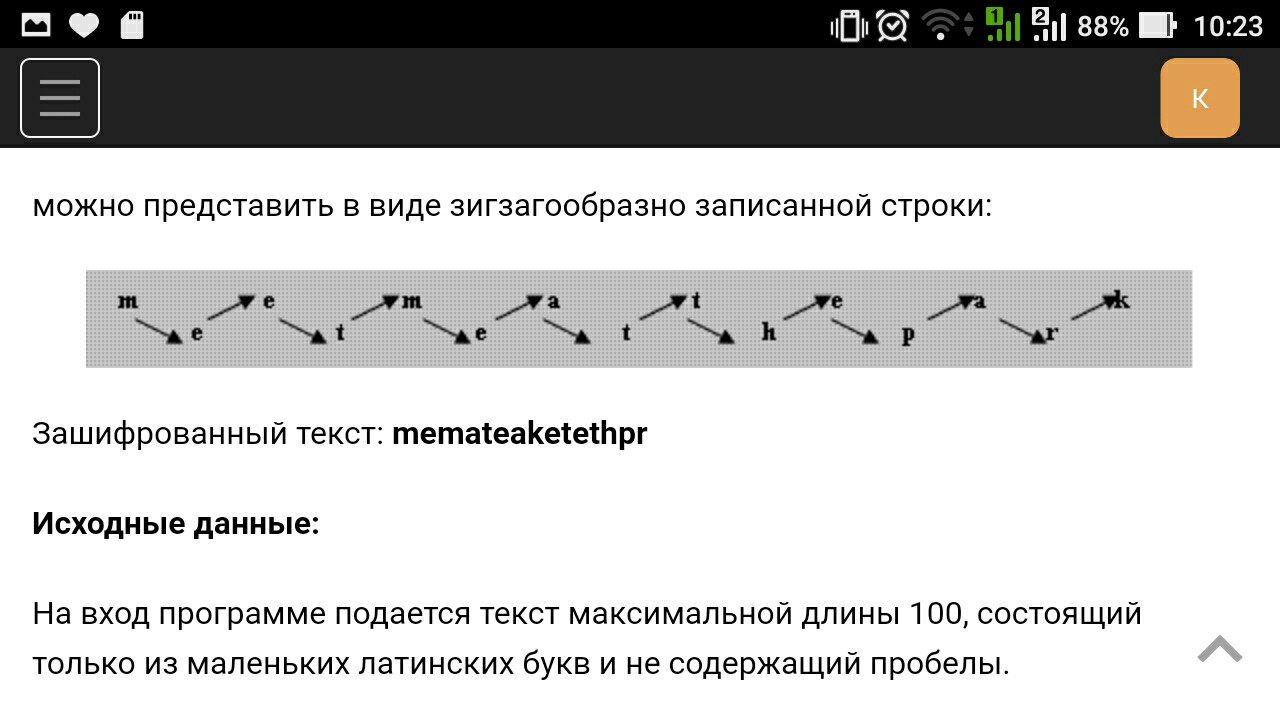 1 2 88% 10:23
К
можно представить в виде зигзагообразно записанной строки:
m e m a t e a k
e t e t h p r
Зашифрованный текст: memateaketethpr
Исходные данные:
На вход программе подается текст максимальной длины 100, состоящий
только из маленьких латинских букв и не содержащий пробелы.